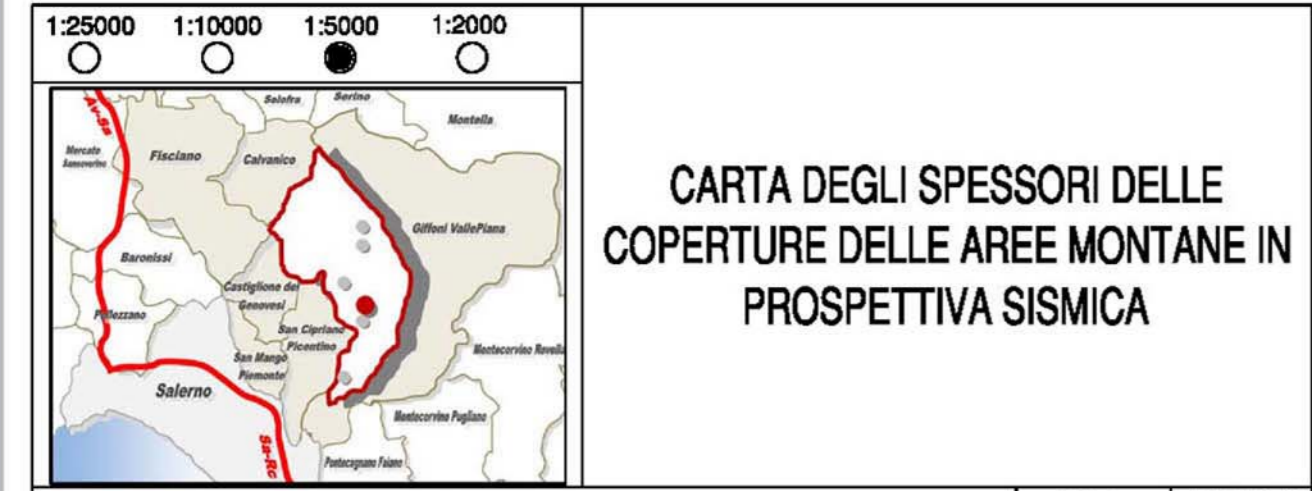 1:25000 1:10000 1:5000 1:2000
Av-Sa
Solofra
Serino
Montella
Mercato
Sanseverino
Fisciano
Calvanico
Giffoni VallePiana
Baronissi
Castiglione dei
Genovesi
Pellezzano
San Cipriano
Picentino
San Mango
Piemonte
Montecorvino Rovella
Salerno
Montecorvino Pugliano
Sa-Rc
Pontecagnano Faiano
CARTA DEGLI SPESSORI DELLE
COPERTURE DELLE AREE MONTANE IN
PROSPETTIVA SISMICA